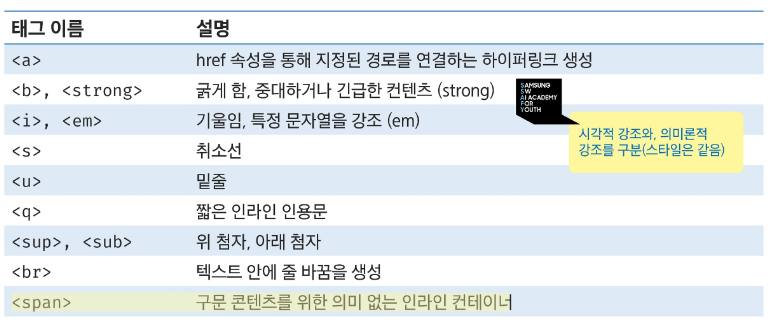 태그 이름 설명
<a> href 속성을 통해 지정된 경로를 연결하는 하이퍼링크 생성
<b>, <strong> 굵게 함, 중대하거나 긴급한 컨텐츠 (strong)
SAMSUNG
SW
AI ACADEMY
FOR
YOUTH
<i>, <em> 기울임, 특정 문자열을 강조 (em)
시각적 강조와, 의미론적
강조를 구분(스타일은 같음)
<s> 취소선
<u> 밑줄
<q> 짧은 인라인 인용문
<sup>, <sub> 위 첨자, 아래 첨자
<br> 텍스트 안에 줄 바꿈을 생성
<span> 구문 콘텐츠를 위한 의미 없는 인라인 컨테이너